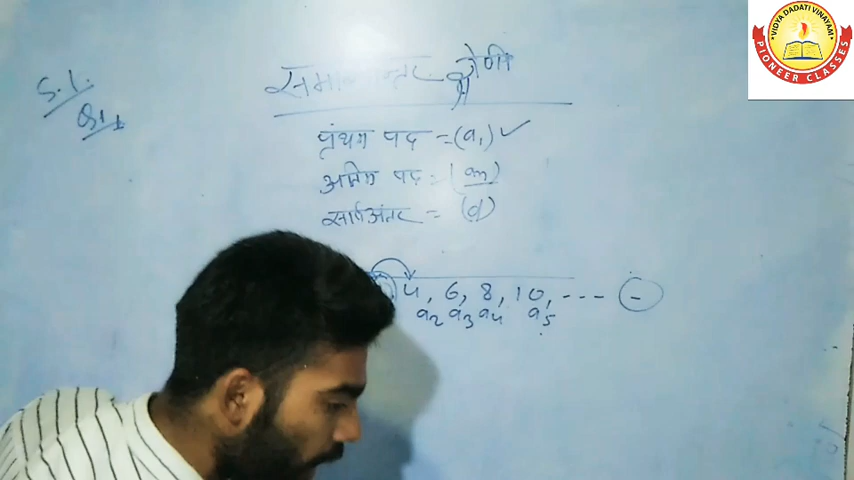 VIDYA DADATI VINAYAM
PIONEER CLASSES
समान्तर श्रेणी
प्रथम पद = (a₁) ✓
अंतिम पद = (an)
सार्वअंतर = (d)
4, 6, 8, 10, ---- -
a₂ a₃ a₄ a₅